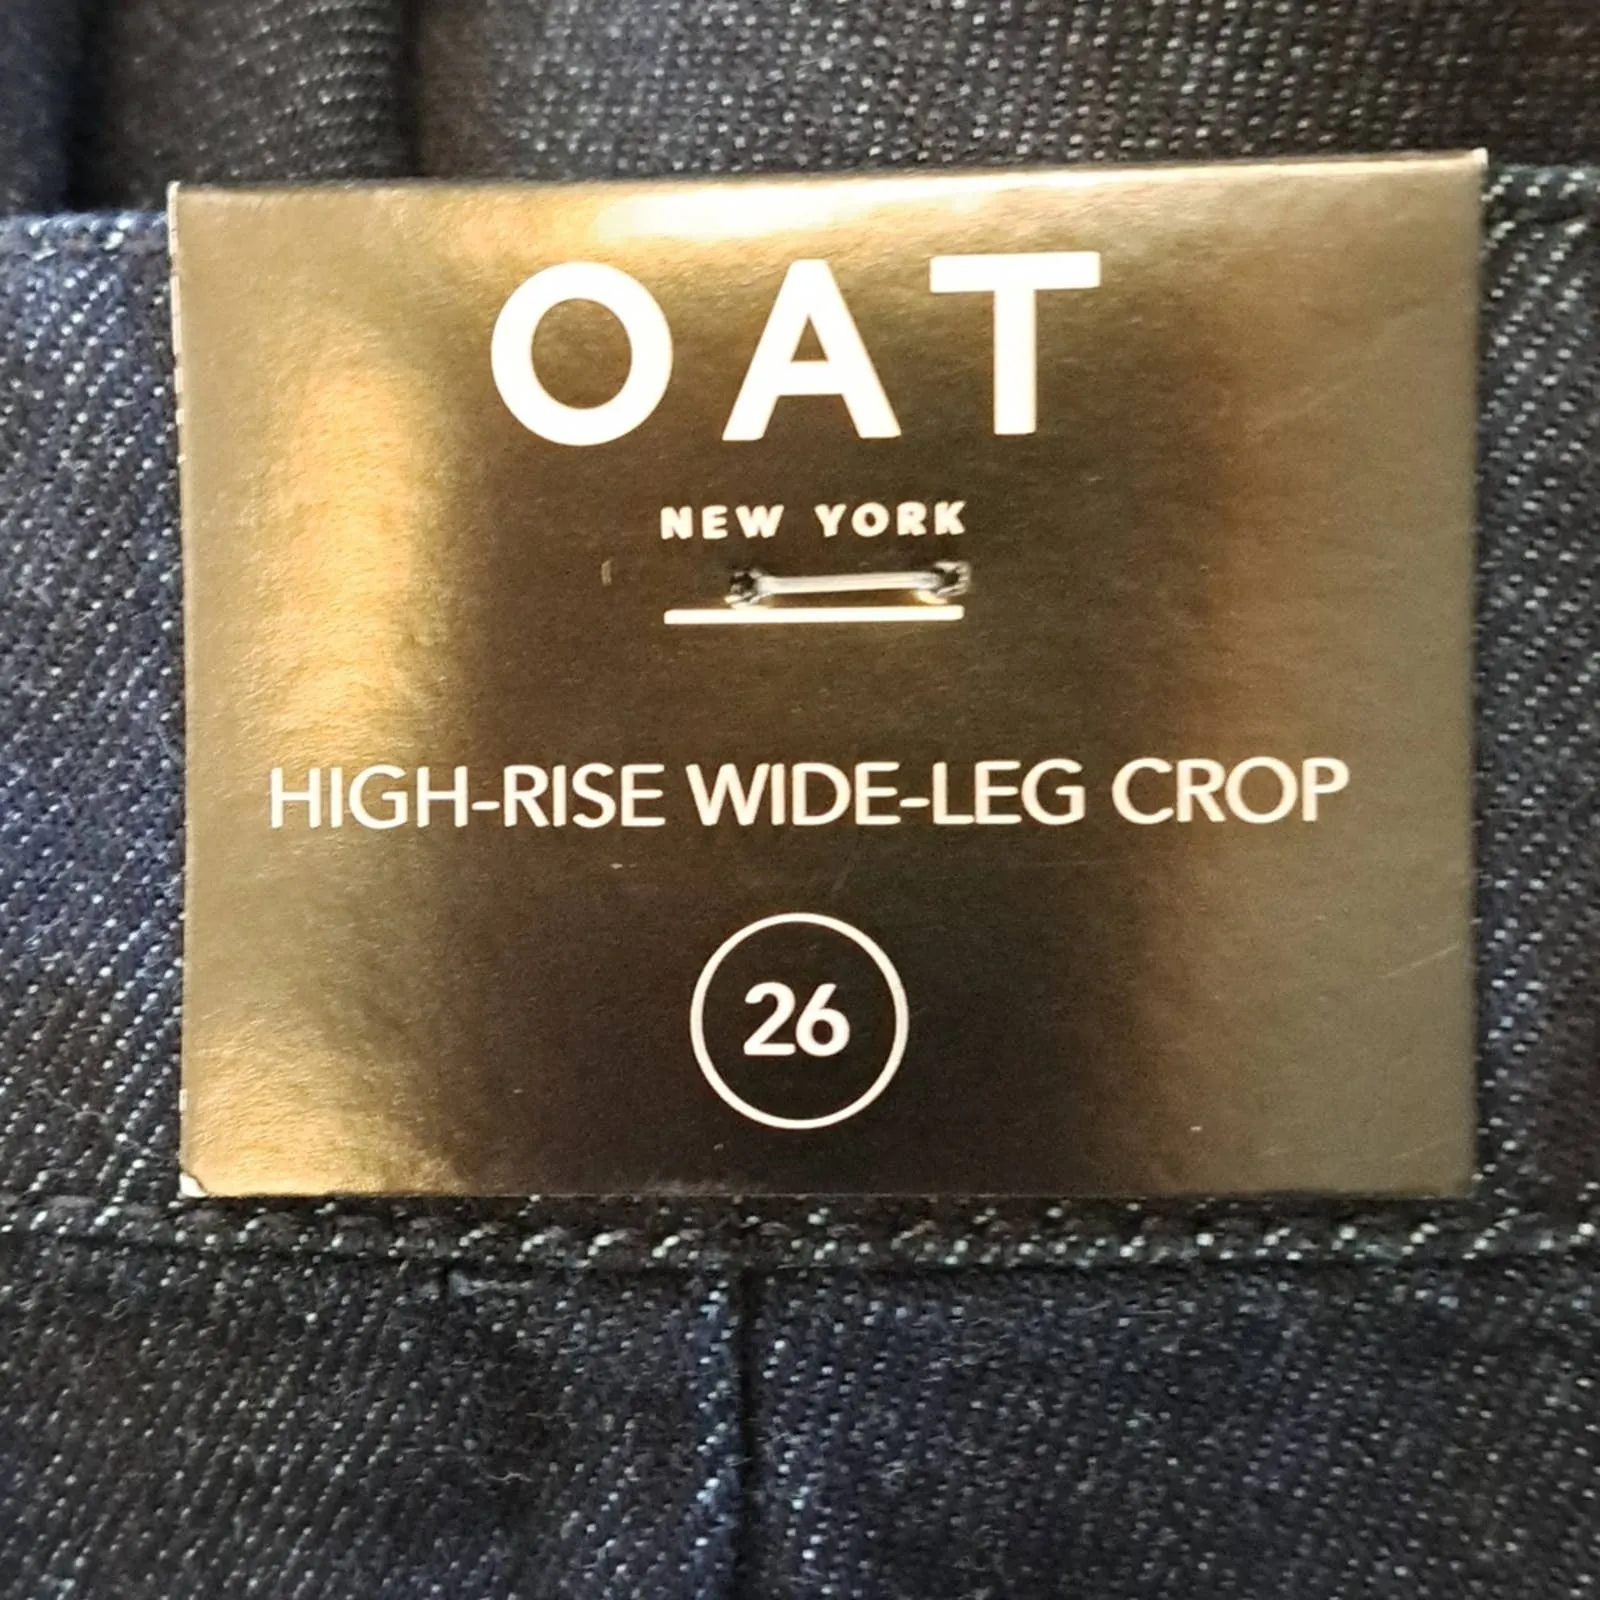 OAT
NEW YORK
HIGH-RISE WIDE-LEG CROP
26